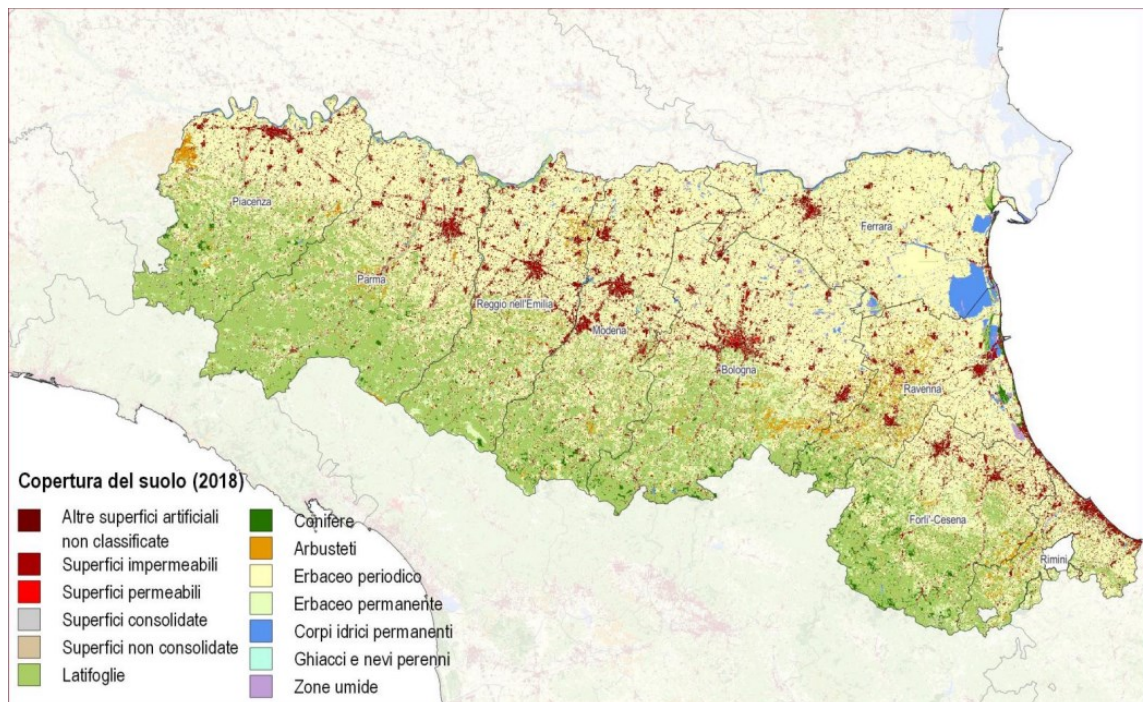 Piacenza
Ferrara
Parma
Reggio nell'Emilia
Modena
Bologna
Ravenna
Forli'-Cesena
Rimini
Copertura del suolo (2018)
Altre superfici artificiali
non classificate
Superfici impermeabili
Superfici permeabili
Superfici consolidate
Superfici non consolidate
Latifoglie
Conifere
Arbusteti
Erbaceo periodico
Erbaceo permanente
Corpi idrici permanenti
Ghiacci e nevi perenni
Zone umide